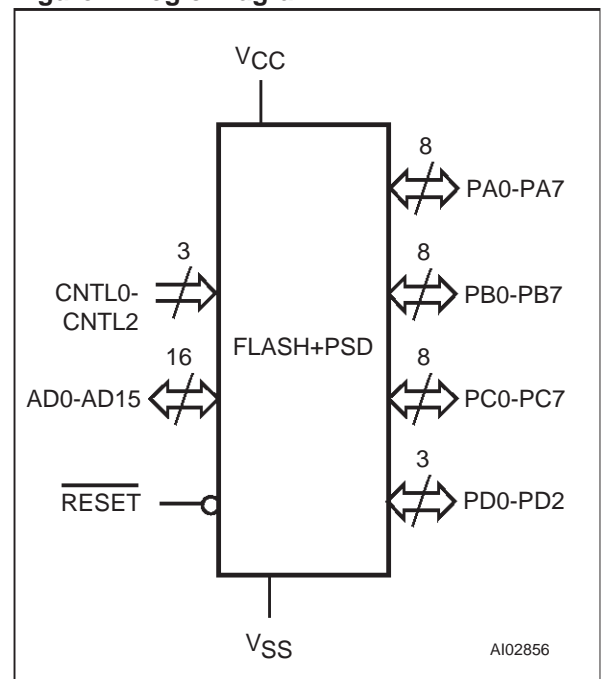 VCC
8
PA0-PA7
3
CNTL0-
CNTL2
8
PB0-PB7
FLASH+PSD
16
AD0-AD15
8
PC0-PC7
RESET
3
PD0-PD2
VSS
AI02856